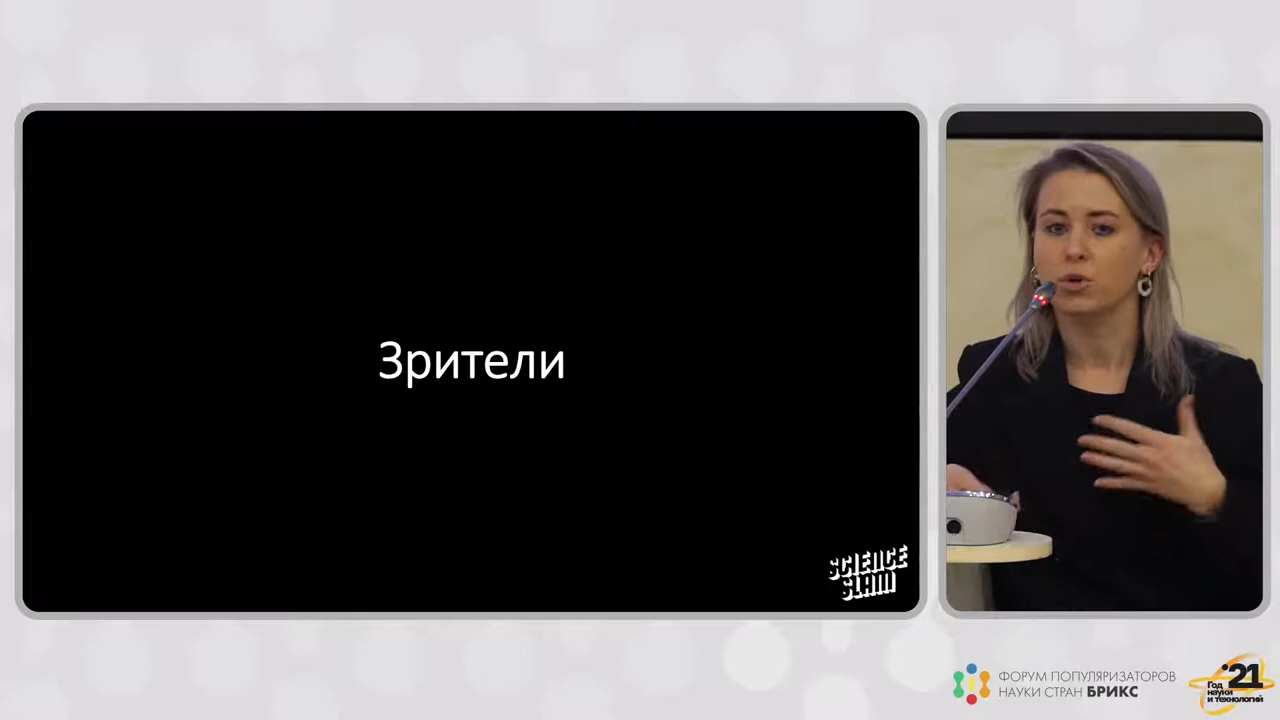 Зрители
SCIENCE
SLAM
ФОРУМ ПОПУЛЯРИЗАТОРОВ
НАУКИ СТРАН БРИКС
'21
Год
науки
и технологий